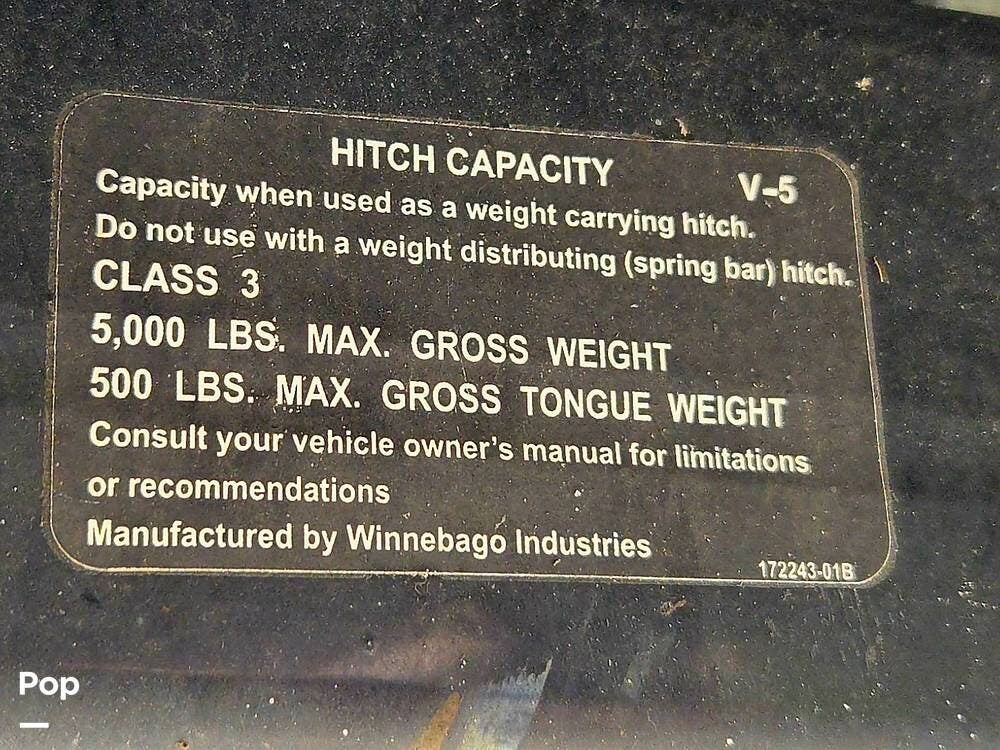 HITCH CAPACITY
V-5
Capacity when used as a weight carrying hitch.
Do not use with a weight distributing (spring bar) hitch.
CLASS 3
5,000 LBS. MAX. GROSS WEIGHT
500 LBS. MAX. GROSS TONGUE WEIGHT
Consult your vehicle owner's manual for limitations
or recommendations
Manufactured by Winnebago Industries
172243-01B
Pop